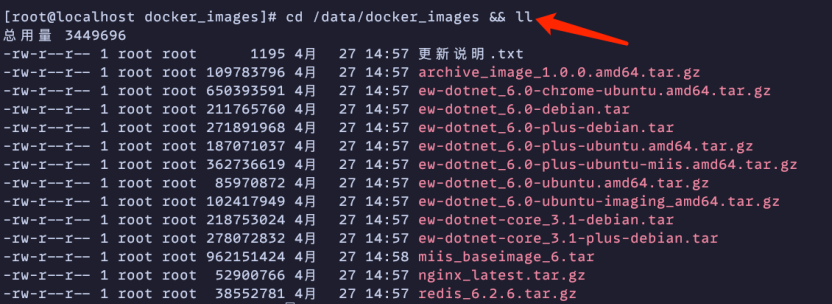 [root@localhost docker_images]# cd /data/docker_images && ll
总用量 3449696
-rw-r--r-- 1 root root      1195 4月   27 14:57 更新说明.txt
-rw-r--r-- 1 root root 109783796 4月   27 14:57 archive_image_1.0.0.amd64.tar.gz
-rw-r--r-- 1 root root 650393591 4月   27 14:57 ew-dotnet_6.0-chrome-ubuntu.amd64.tar.gz
-rw-r--r-- 1 root root 211765760 4月   27 14:57 ew-dotnet_6.0-debian.tar
-rw-r--r-- 1 root root 271891968 4月   27 14:57 ew-dotnet_6.0-plus-debian.tar
-rw-r--r-- 1 root root 187071037 4月   27 14:57 ew-dotnet_6.0-plus-ubuntu.amd64.tar.gz
-rw-r--r-- 1 root root 362736619 4月   27 14:57 ew-dotnet_6.0-plus-ubuntu-miis.amd64.tar.gz
-rw-r--r-- 1 root root  85970872 4月   27 14:57 ew-dotnet_6.0-ubuntu.amd64.tar.gz
-rw-r--r-- 1 root root 102417949 4月   27 14:57 ew-dotnet_6.0-ubuntu-imaging_amd64.tar.gz
-rw-r--r-- 1 root root 218753024 4月   27 14:57 ew-dotnet-core_3.1-debian.tar
-rw-r--r-- 1 root root 278072832 4月   27 14:57 ew-dotnet-core_3.1-plus-debian.tar
-rw-r--r-- 1 root root 962151424 4月   27 14:58 miis_baseimage_6.tar
-rw-r--r-- 1 root root  52900766 4月   27 14:57 nginx_latest.tar.gz
-rw-r--r-- 1 root root  38552781 4月   27 14:57 redis_6.2.6.tar.gz